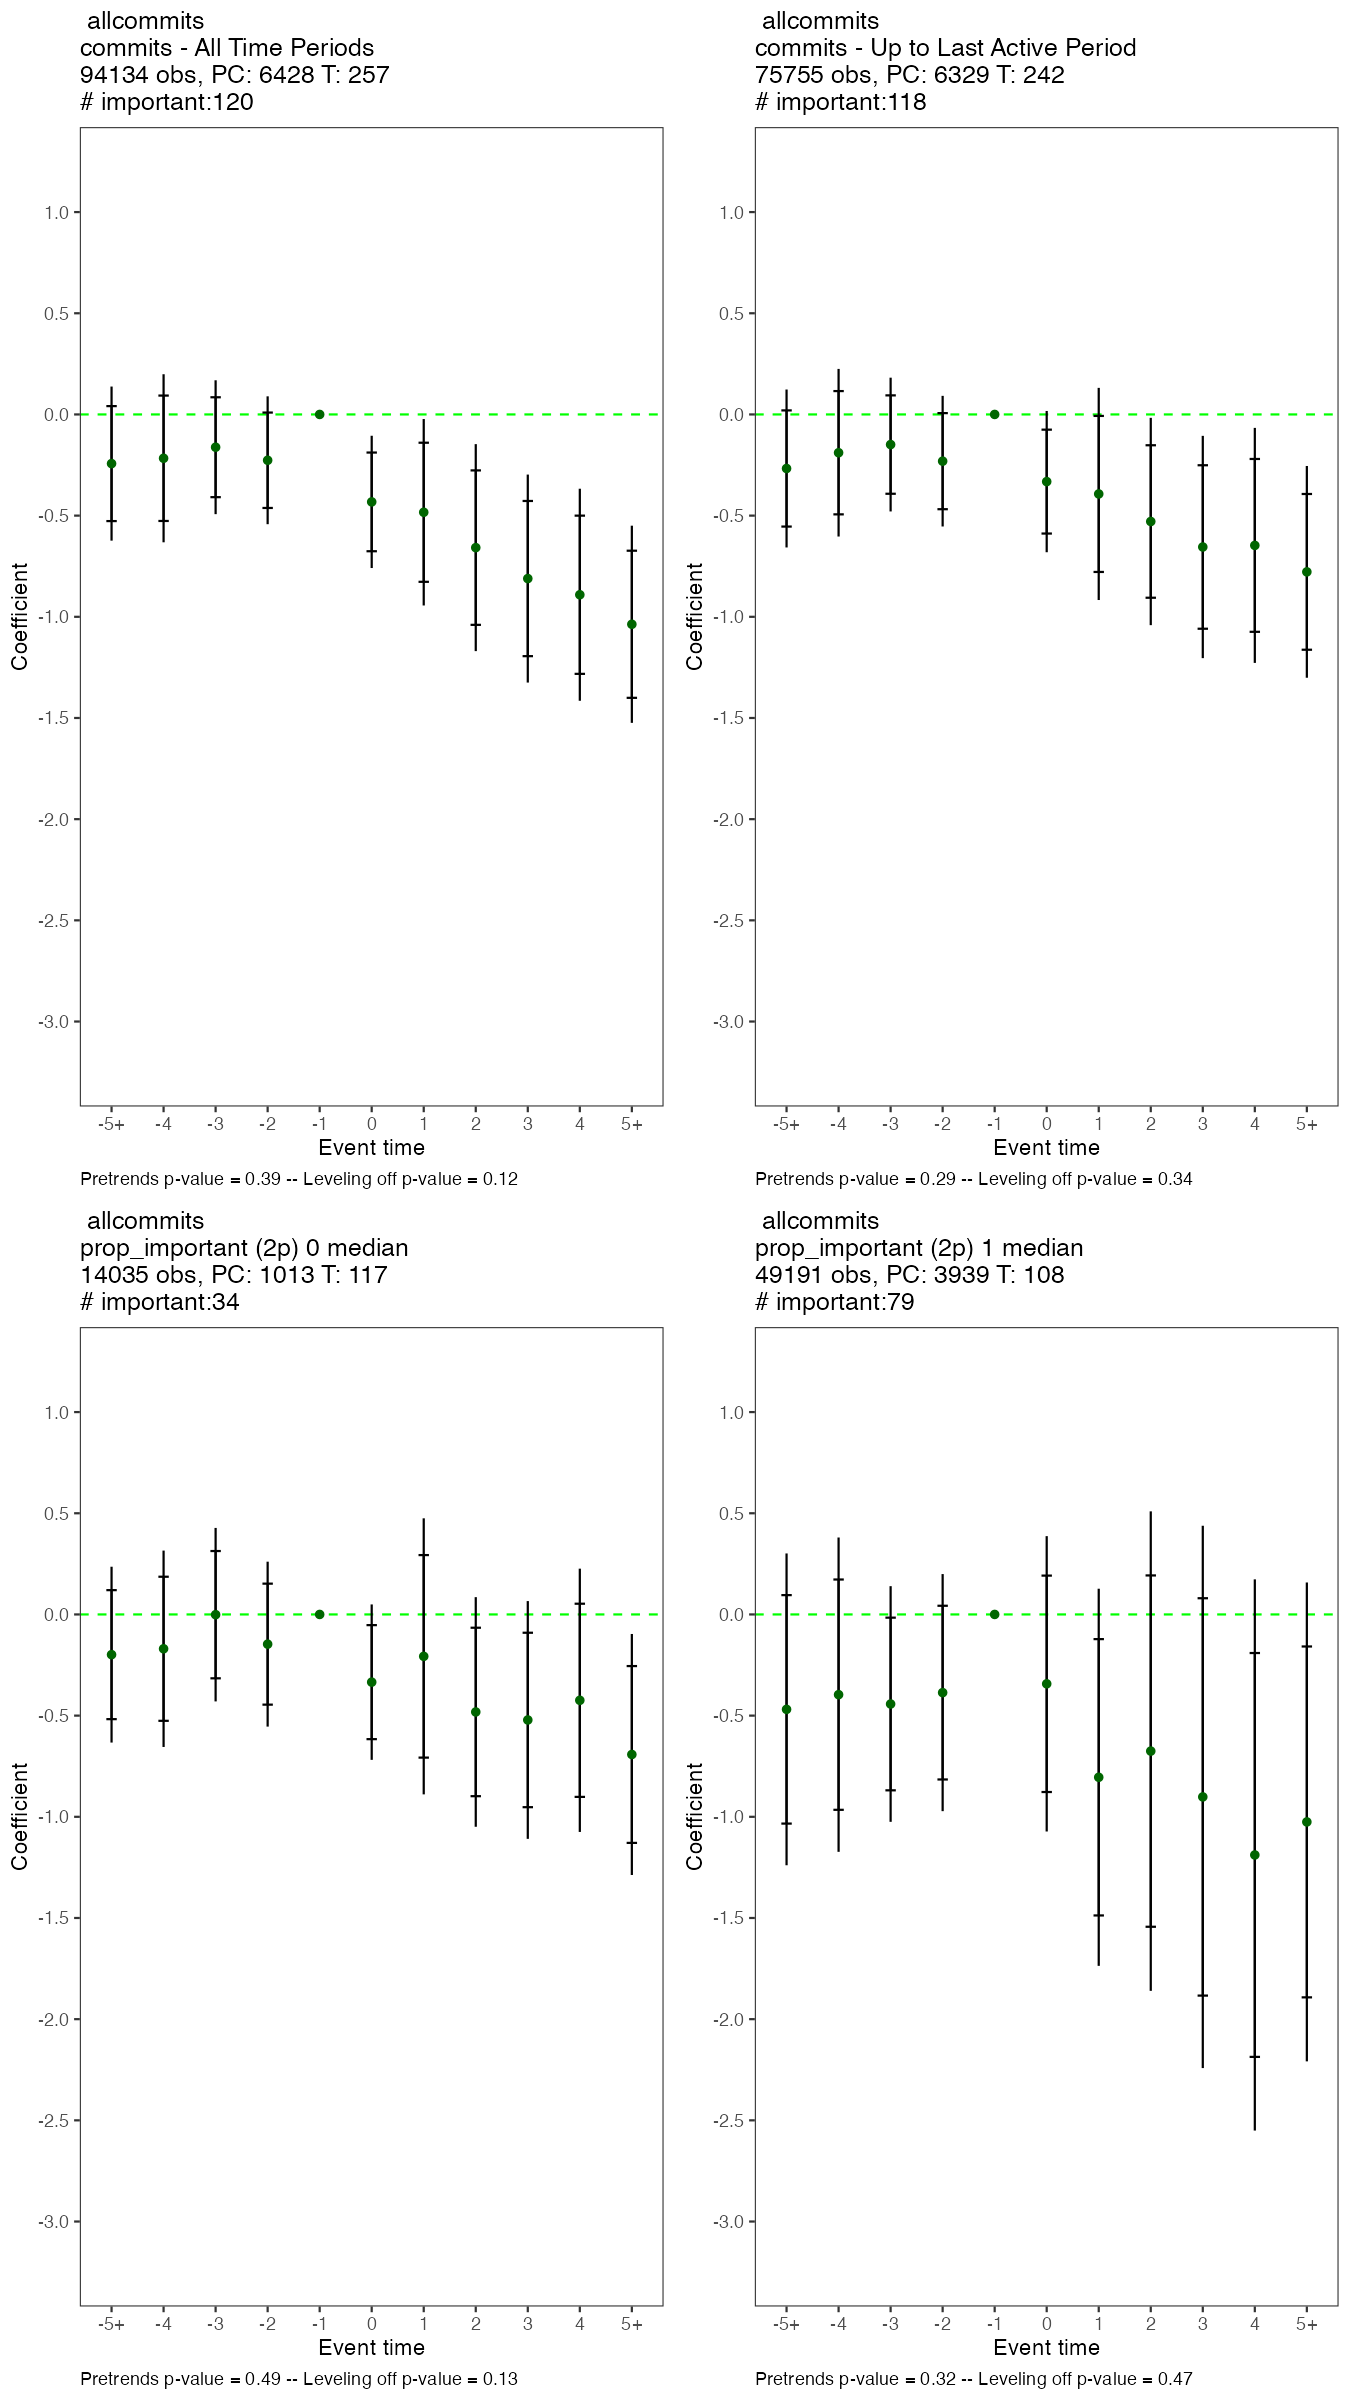 allcommits
commits - All Time Periods
94134 obs, PC: 6428 T: 257
# important:120
1.0
0.5
0.0
-0.5
-1.0
-1.5
-2.0
-2.5
-3.0
Coefficient
-5+ -4 -3 -2 -1 0 1 2 3 4 5+
Event time
Pretrends p-value = 0.39 -- Leveling off p-value = 0.12
allcommits
commits - Up to Last Active Period
75755 obs, PC: 6329 T: 242
# important:118
1.0
0.5
0.0
-0.5
-1.0
-1.5
-2.0
-2.5
-3.0
Coefficient
-5+ -4 -3 -2 -1 0 1 2 3 4 5+
Event time
Pretrends p-value = 0.29 -- Leveling off p-value = 0.34
allcommits
prop_important (2p) 0 median
14035 obs, PC: 1013 T: 117
# important:34
1.0
0.5
0.0
-0.5
-1.0
-1.5
-2.0
-2.5
-3.0
Coefficient
-5+ -4 -3 -2 -1 0 1 2 3 4 5+
Event time
Pretrends p-value = 0.49 -- Leveling off p-value = 0.13
allcommits
prop_important (2p) 1 median
49191 obs, PC: 3939 T: 108
# important:79
1.0
0.5
0.0
-0.5
-1.0
-1.5
-2.0
-2.5
-3.0
Coefficient
-5+ -4 -3 -2 -1 0 1 2 3 4 5+
Event time
Pretrends p-value = 0.32 -- Leveling off p-value = 0.47